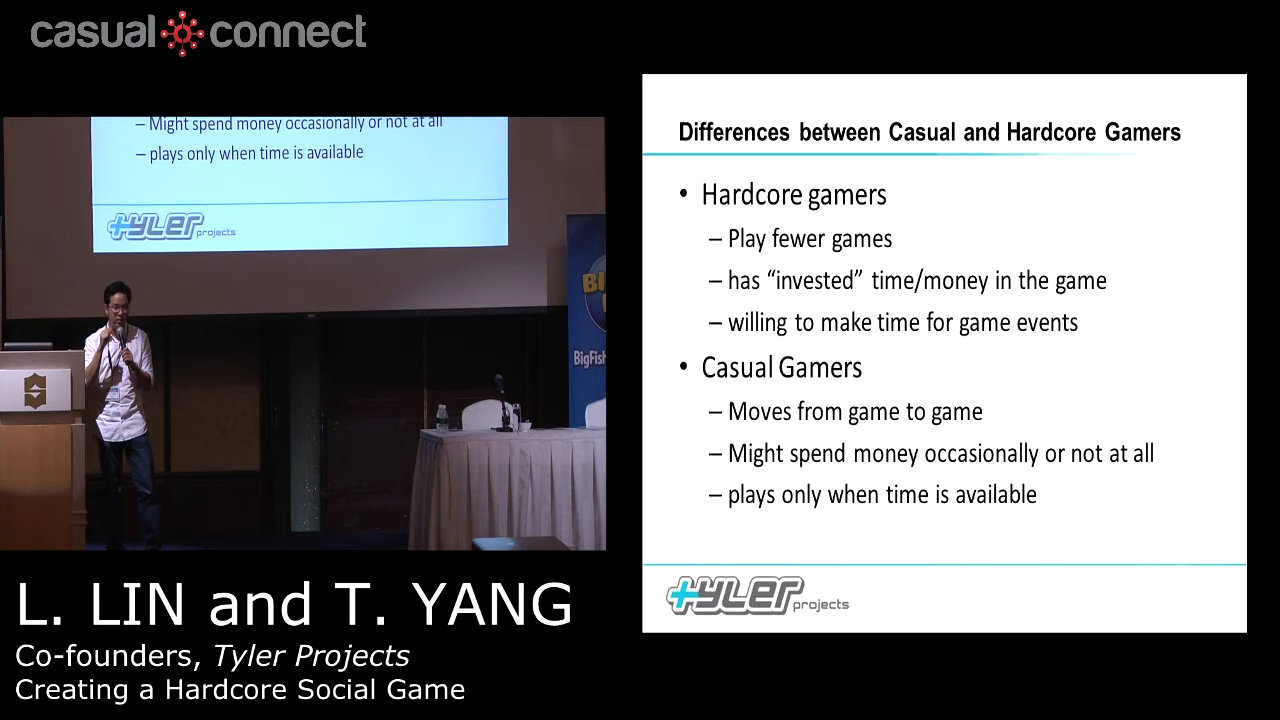 casual connect
– Might spend money occasionally or not at all
– plays only when time is available
tyler projects
BigFish
Differences between Casual and Hardcore Gamers
• Hardcore gamers
– Play fewer games
– has “invested” time/money in the game
– willing to make time for game events
• Casual Gamers
– Moves from game to game
– Might spend money occasionally or not at all
– plays only when time is available
tyler projects
L. LIN and T. YANG
Co-founders, Tyler Projects
Creating a Hardcore Social Game